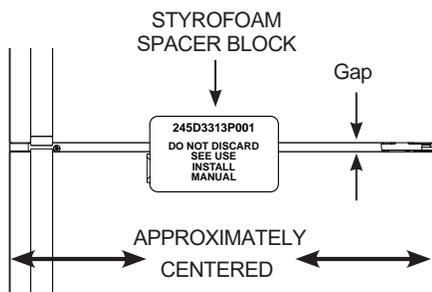 STYROFOAM
SPACER BLOCK
Gap
245D3313P001
DO NOT DISCARD
SEE USE
INSTALL
MANUAL
APPROXIMATELY
CENTERED